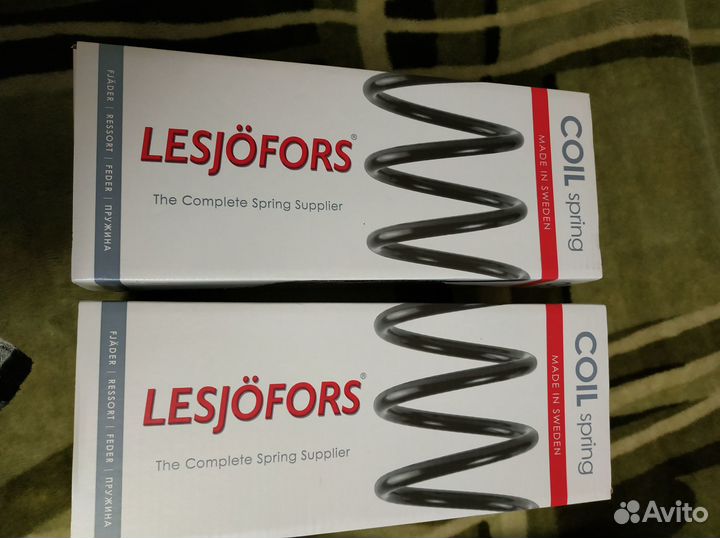 FJÄDER | RESSORT | FEDER | ПРУЖИНА
LESJÖFORS®
The Complete Spring Supplier
MADE IN SWEDEN
COIL spring
FJÄDER | RESSORT | FEDER | ПРУЖИНА
LESJÖFORS®
The Complete Spring Supplier
MADE IN SWEDEN
COIL spring
Avito